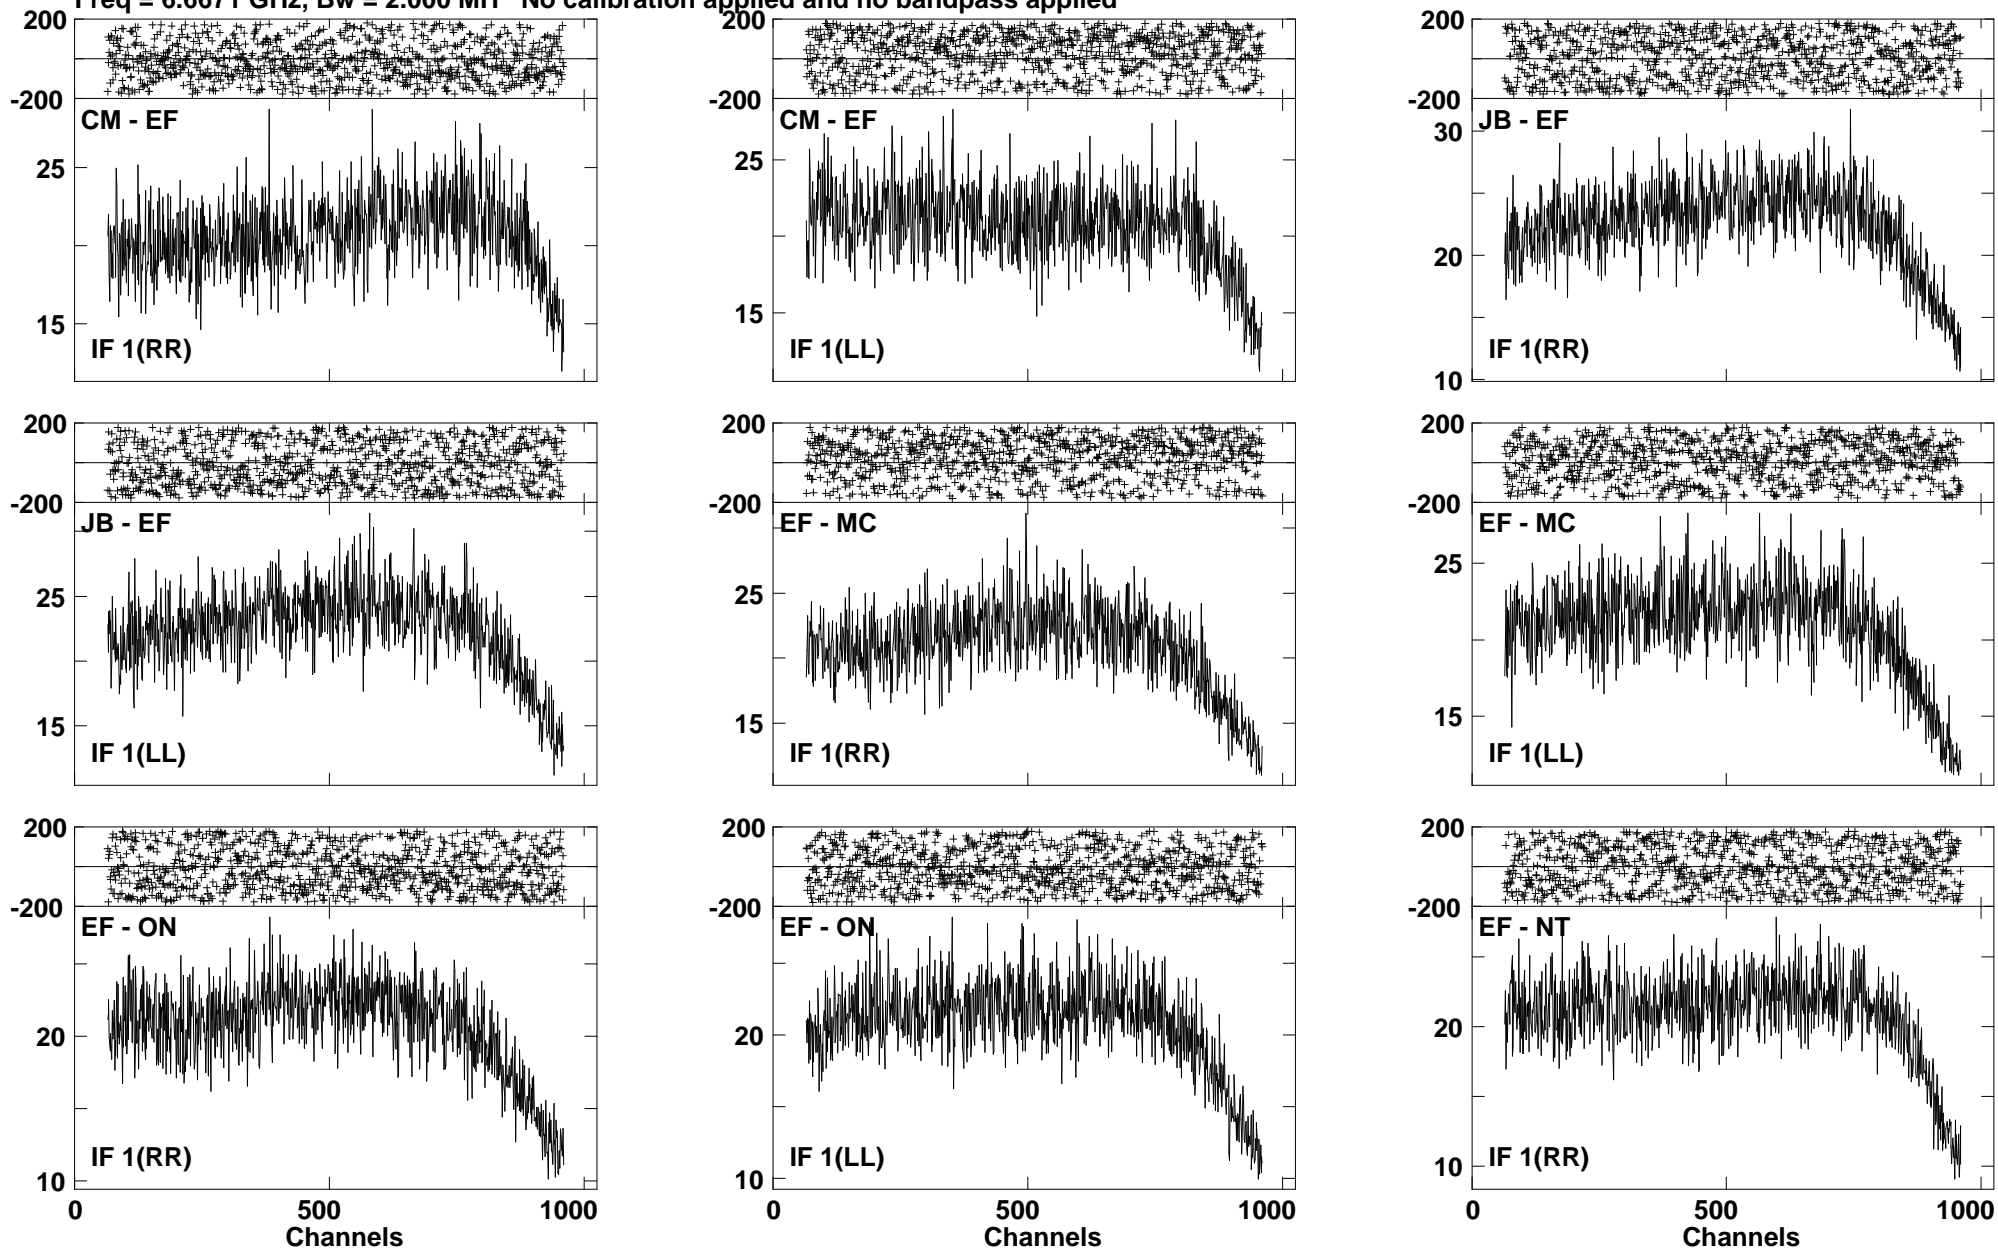 Freq = 6.6671 GHz, Bw = 2.000 MH No calibration applied and no bandpass applied
200
-200
CM - EF
25
15
IF 1(RR)
200
-200
CM - EF
25
15
IF 1(LL)
200
-200
JB - EF
30
20
10
IF 1(RR)
200
-200
JB - EF
25
15
IF 1(LL)
200
-200
EF - MC
25
15
IF 1(RR)
200
-200
EF - MC
25
15
IF 1(LL)
200
-200
EF - ON
20
10
IF 1(RR)
0 500 1000
Channels
200
-200
EF - ON
20
10
IF 1(LL)
0 500 1000
Channels
200
-200
EF - NT
20
10
IF 1(RR)
0 500 1000
Channels